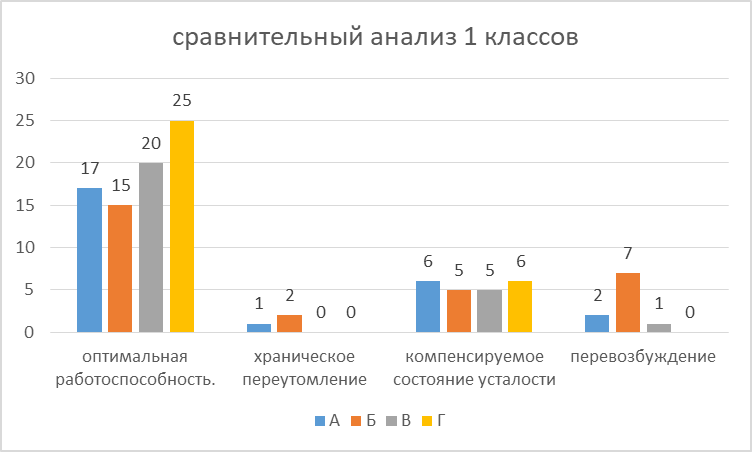 сравнительный анализ 1 классов
30
25
20
15
10
5
0
17
15
20
25
1
2
0
0
6
5
5
6
2
7
1
0
оптимальная
работоспособность.
храническое
переутомление
компенсируемое
состояние усталости
перевозбуждение
А Б В Г